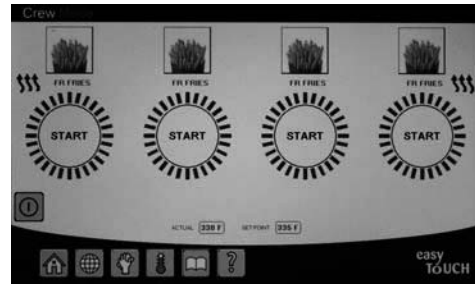 Crew
FR FRIES FR FRIES FR FRIES FR FRIES
START START START START
ACTUAL 338 F SETPOINT 335 F
?
easy
TOUCH